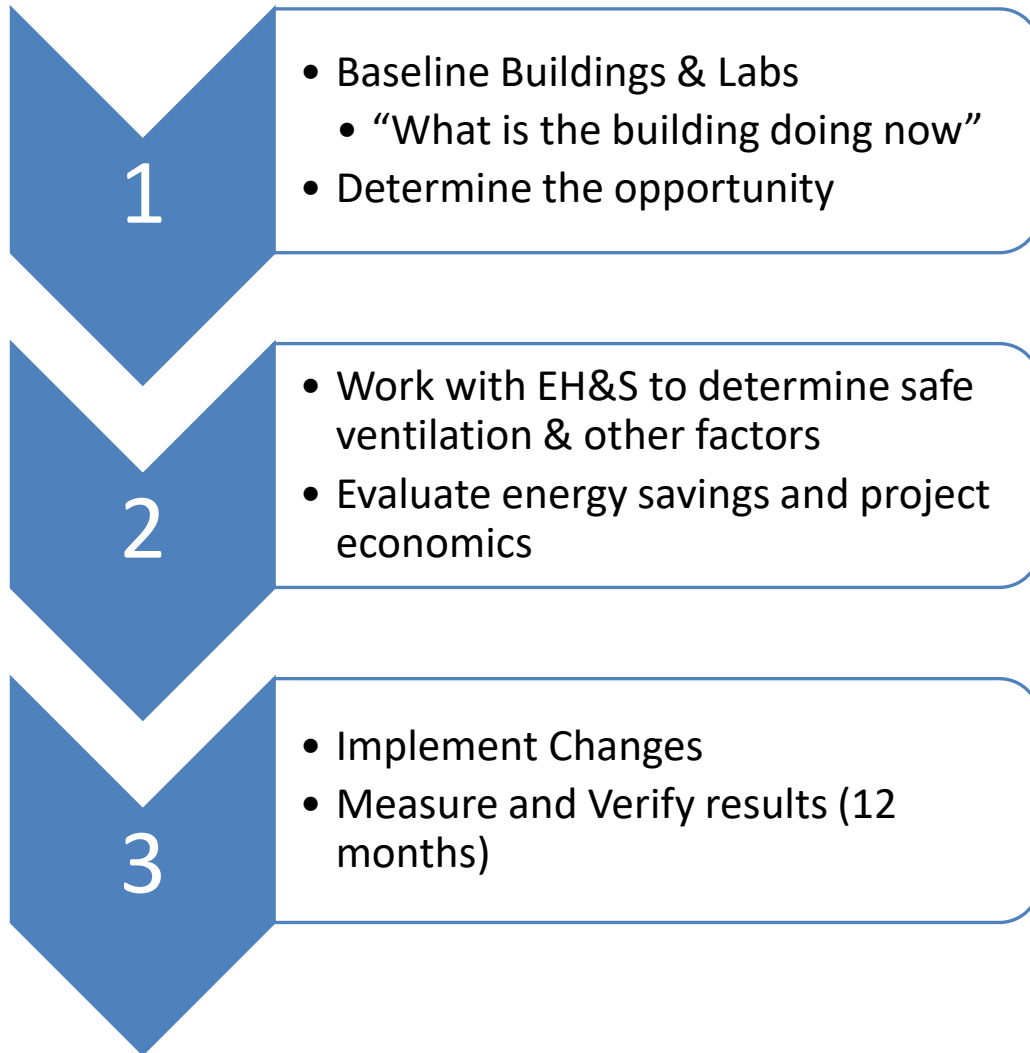 1
• Baseline Buildings & Labs
• “What is the building doing now”
• Determine the opportunity
2
• Work with EH&S to determine safe
ventilation & other factors
• Evaluate energy savings and project
economics
3
• Implement Changes
• Measure and Verify results (12
months)